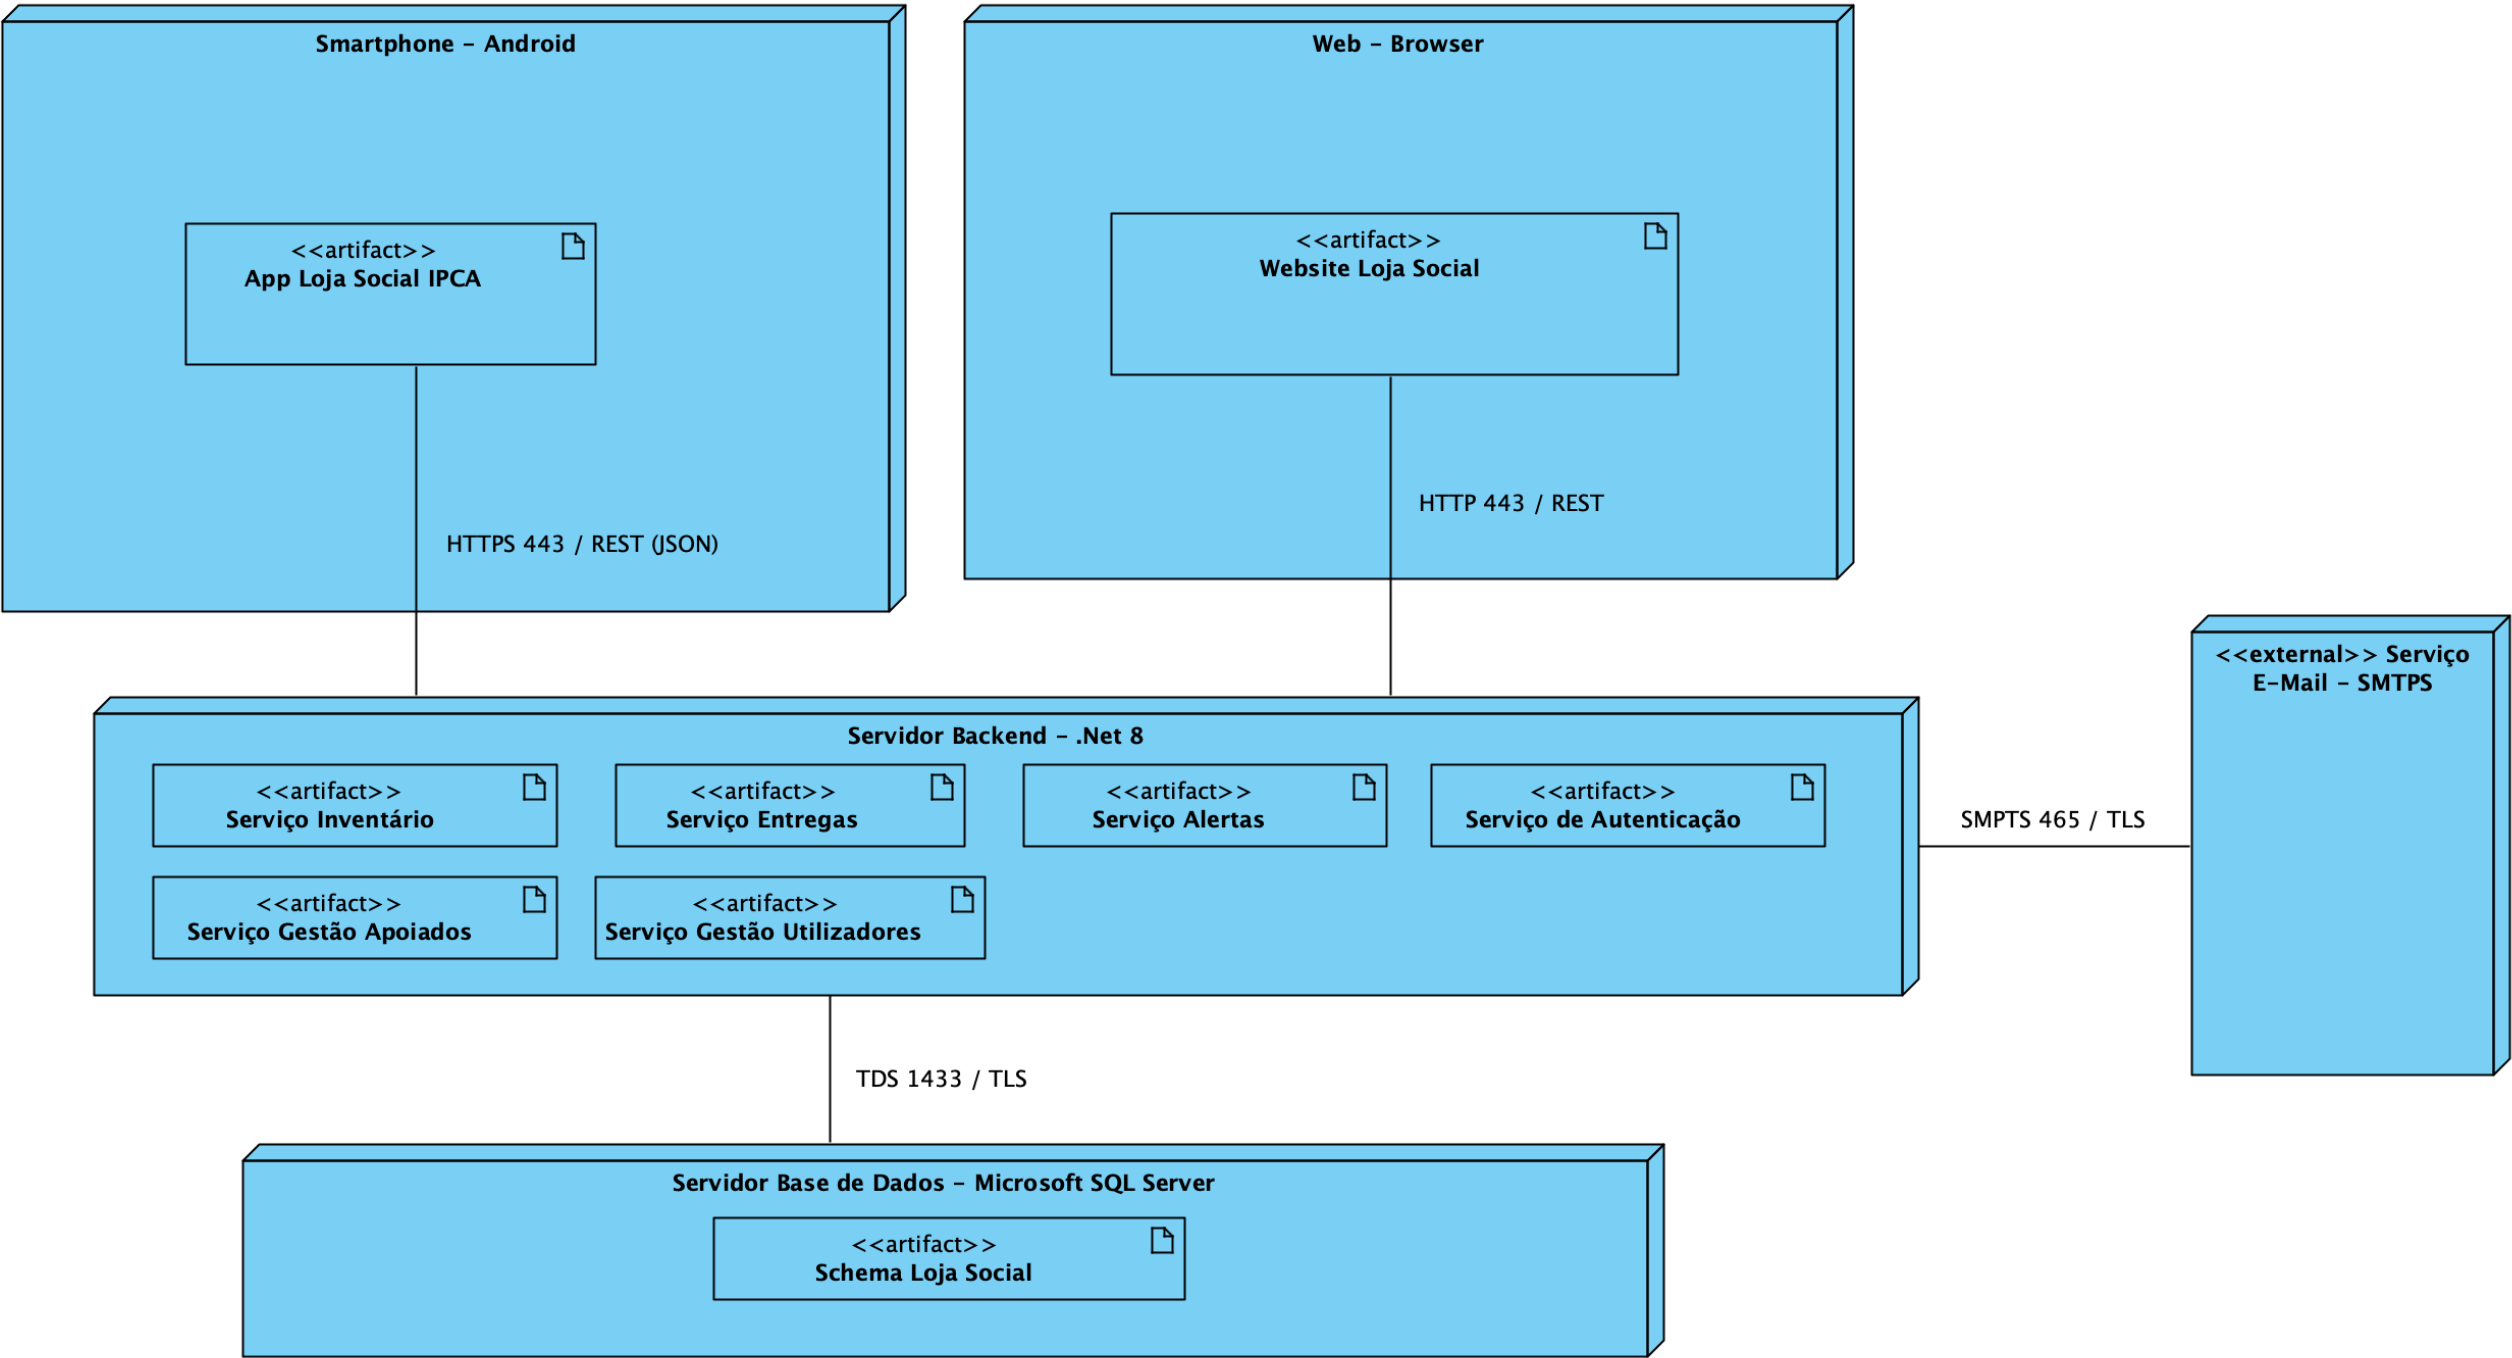 Smartphone – Android
<<artifact>>
App Loja Social IPCA
HTTPS 443 / REST (JSON)
Web – Browser
<<artifact>>
Website Loja Social
HTTP 443 / REST
<<external>> Serviço
E-Mail – SMTPS
Servidor Backend – .Net 8
<<artifact>>
Serviço Inventário
<<artifact>>
Serviço Entregas
<<artifact>>
Serviço Alertas
<<artifact>>
Serviço de Autenticação
<<artifact>>
Serviço Gestão Apoiados
<<artifact>>
Serviço Gestão Utilizadores
SMPTS 465 / TLS
TDS 1433 / TLS
Servidor Base de Dados – Microsoft SQL Server
<<artifact>>
Schema Loja Social